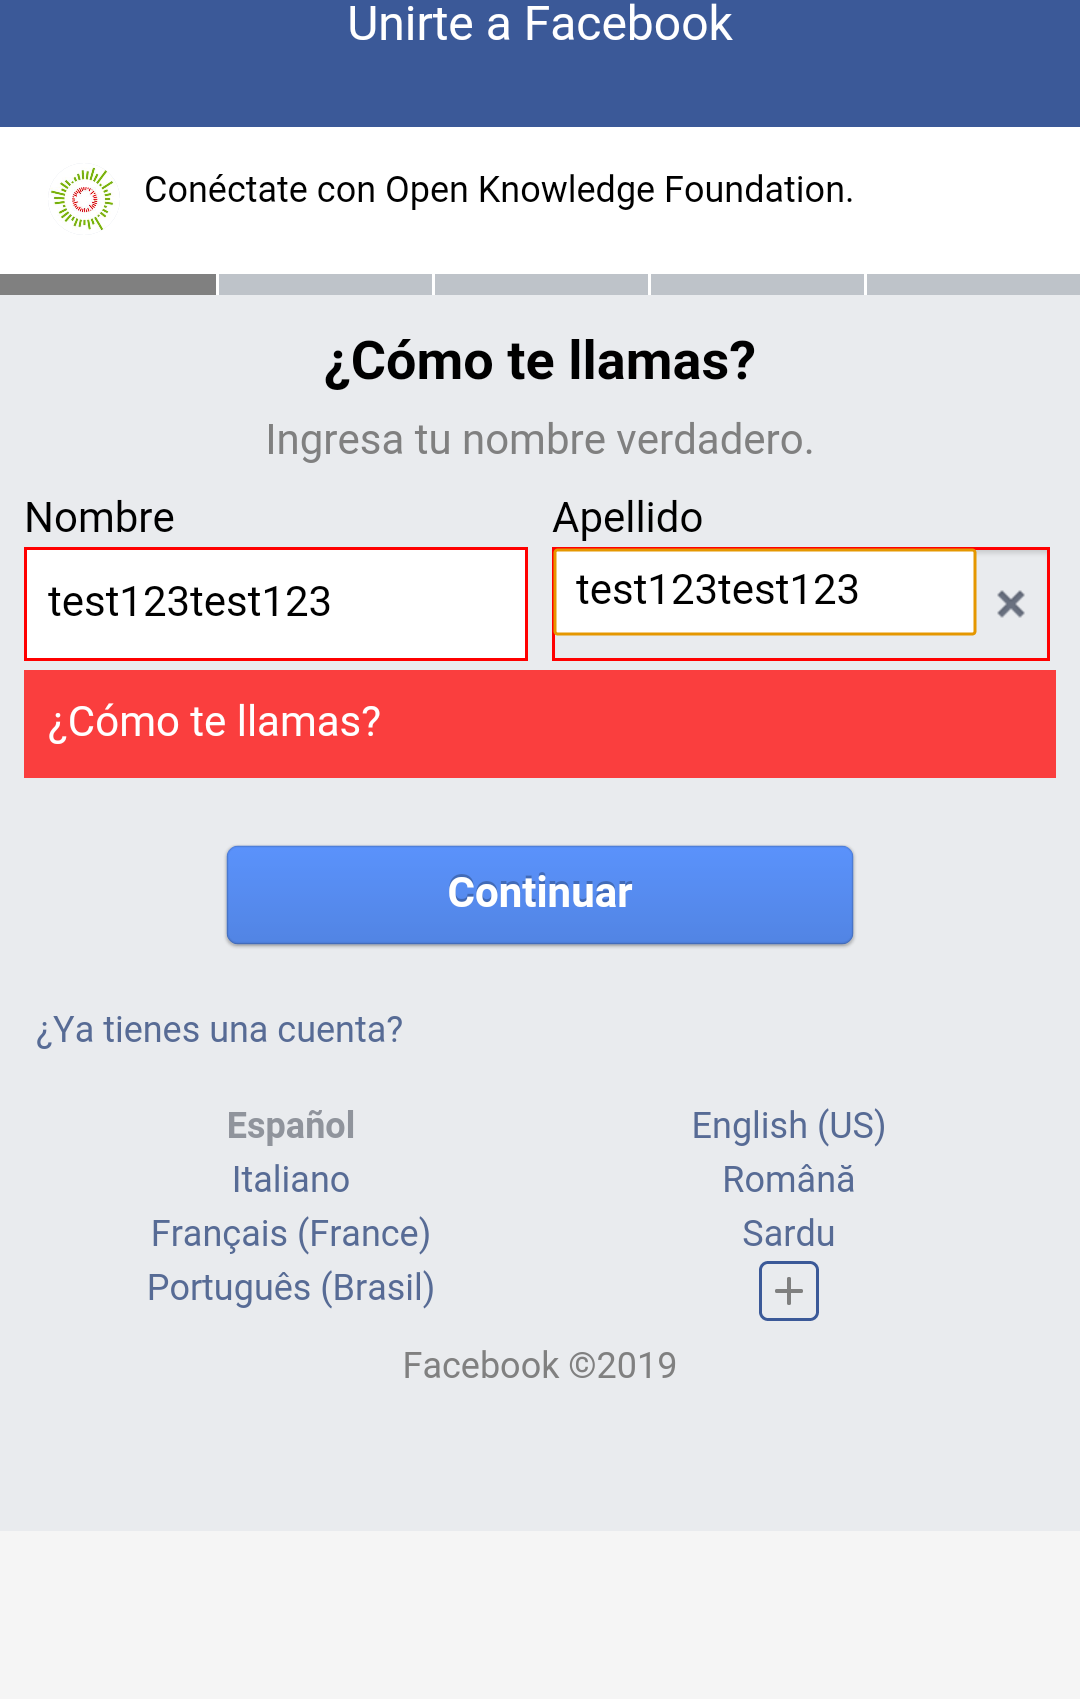 Unirte a Facebook
Conéctate con Open Knowledge Foundation.
¿Cómo te llamas?
Ingresa tu nombre verdadero.
Nombre Apellido
test123test123 test123test123
¿Cómo te llamas?
Continuar
¿Ya tienes una cuenta?
Español English (US)
Italiano Română
Français (France) Sardu
Português (Brasil)
Facebook ©2019